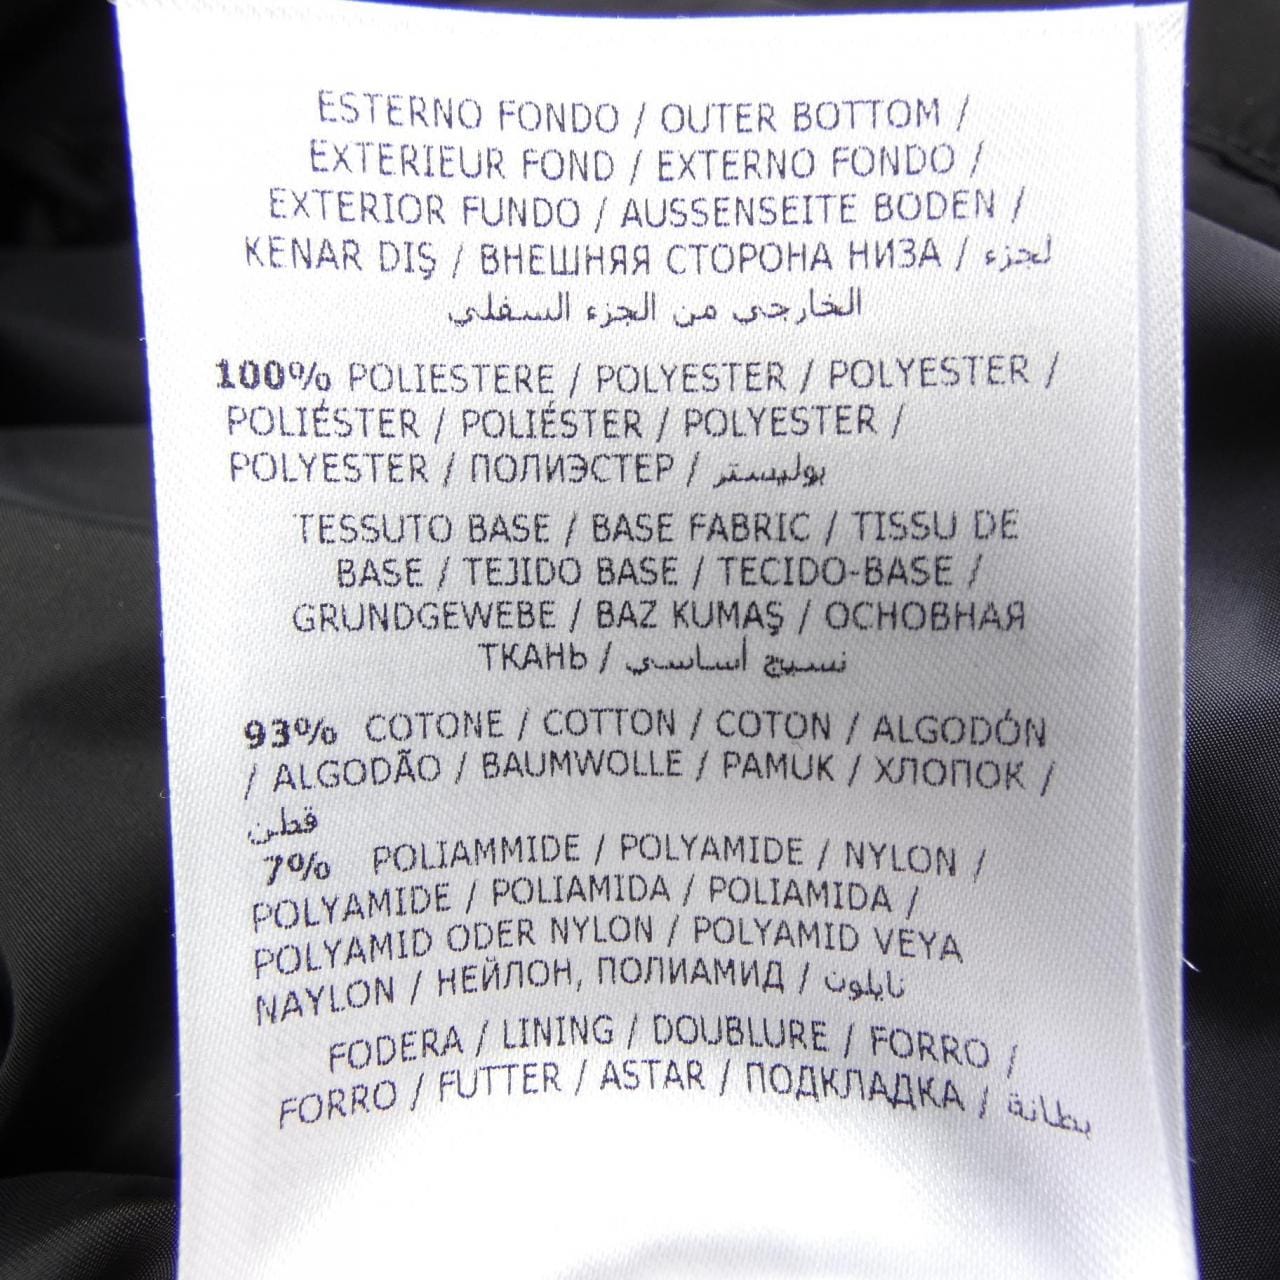 ESTERNO FONDO / OUTER BOTTOM /
EXTERIEUR FOND / EXTERNO FONDO /
EXTERIOR FUNDO / AUSSENSEITE BODEN /
KENAR DIŞ / ВНЕШНЯЯ СТОРОНА НИЗА / لجزء
الخارجي من الجزء السفلي
100% POLIESTERE / POLYESTER / POLYESTER /
POLIÉSTER / POLIÉSTER / POLYESTER /
POLYESTER / ПОЛИЭСТЕР / بوليستر
TESSUTO BASE / BASE FABRIC / TISSU DE
BASE / TEJIDO BASE / TECIDO-BASE /
GRUNDGEWEBE / BAZ KUMAŞ / ОСНОВНАЯ
ТКАНЬ / نسيج أساسي
93% COTONE / COTTON / COTON / ALGODÓN
/ ALGODÃO / BAUMWOLLE / PAMUK / ХЛОПОК /
قطن
7% POLIAMMIDE / POLYAMIDE / NYLON /
POLYAMIDE / POLIAMIDA / POLIAMIDA /
POLYAMID ODER NYLON / POLYAMID VEYA
NAYLON / НЕЙЛОН, ПОЛИАМИД / نايلون
FODERA / LINING / DOUBLURE / FORRO /
FORRO / FUTTER / ASTAR / ПОДКЛАДКА / بطانة